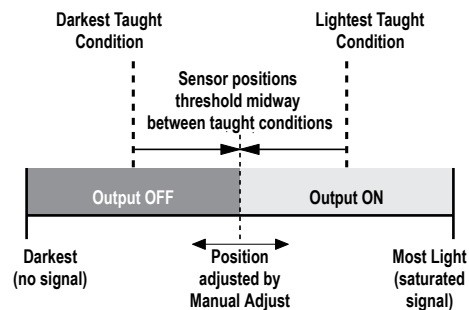 Darkest Taught
Condition
Lightest Taught
Condition
Sensor positions
threshold midway
between taught conditions
Output OFF
Output ON
Darkest
(no signal)
Position
adjusted by
Manual Adjust
Most Light
(saturated
signal)